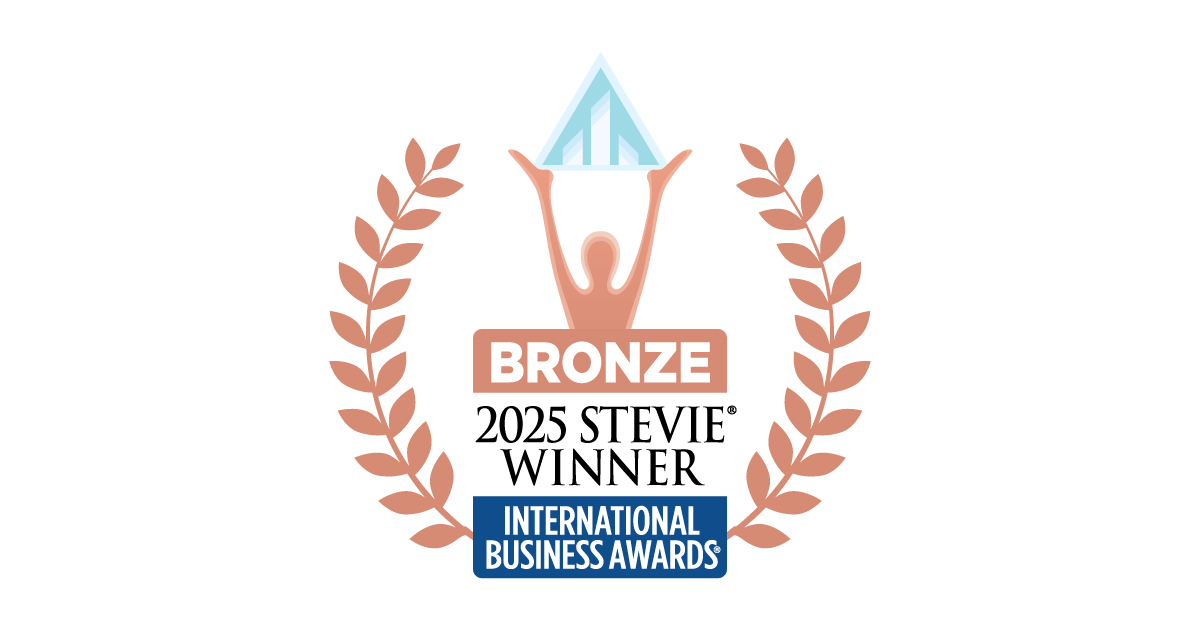 BRONZE
2025 STEVIE®
WINNER
INTERNATIONAL
BUSINESS AWARDS®